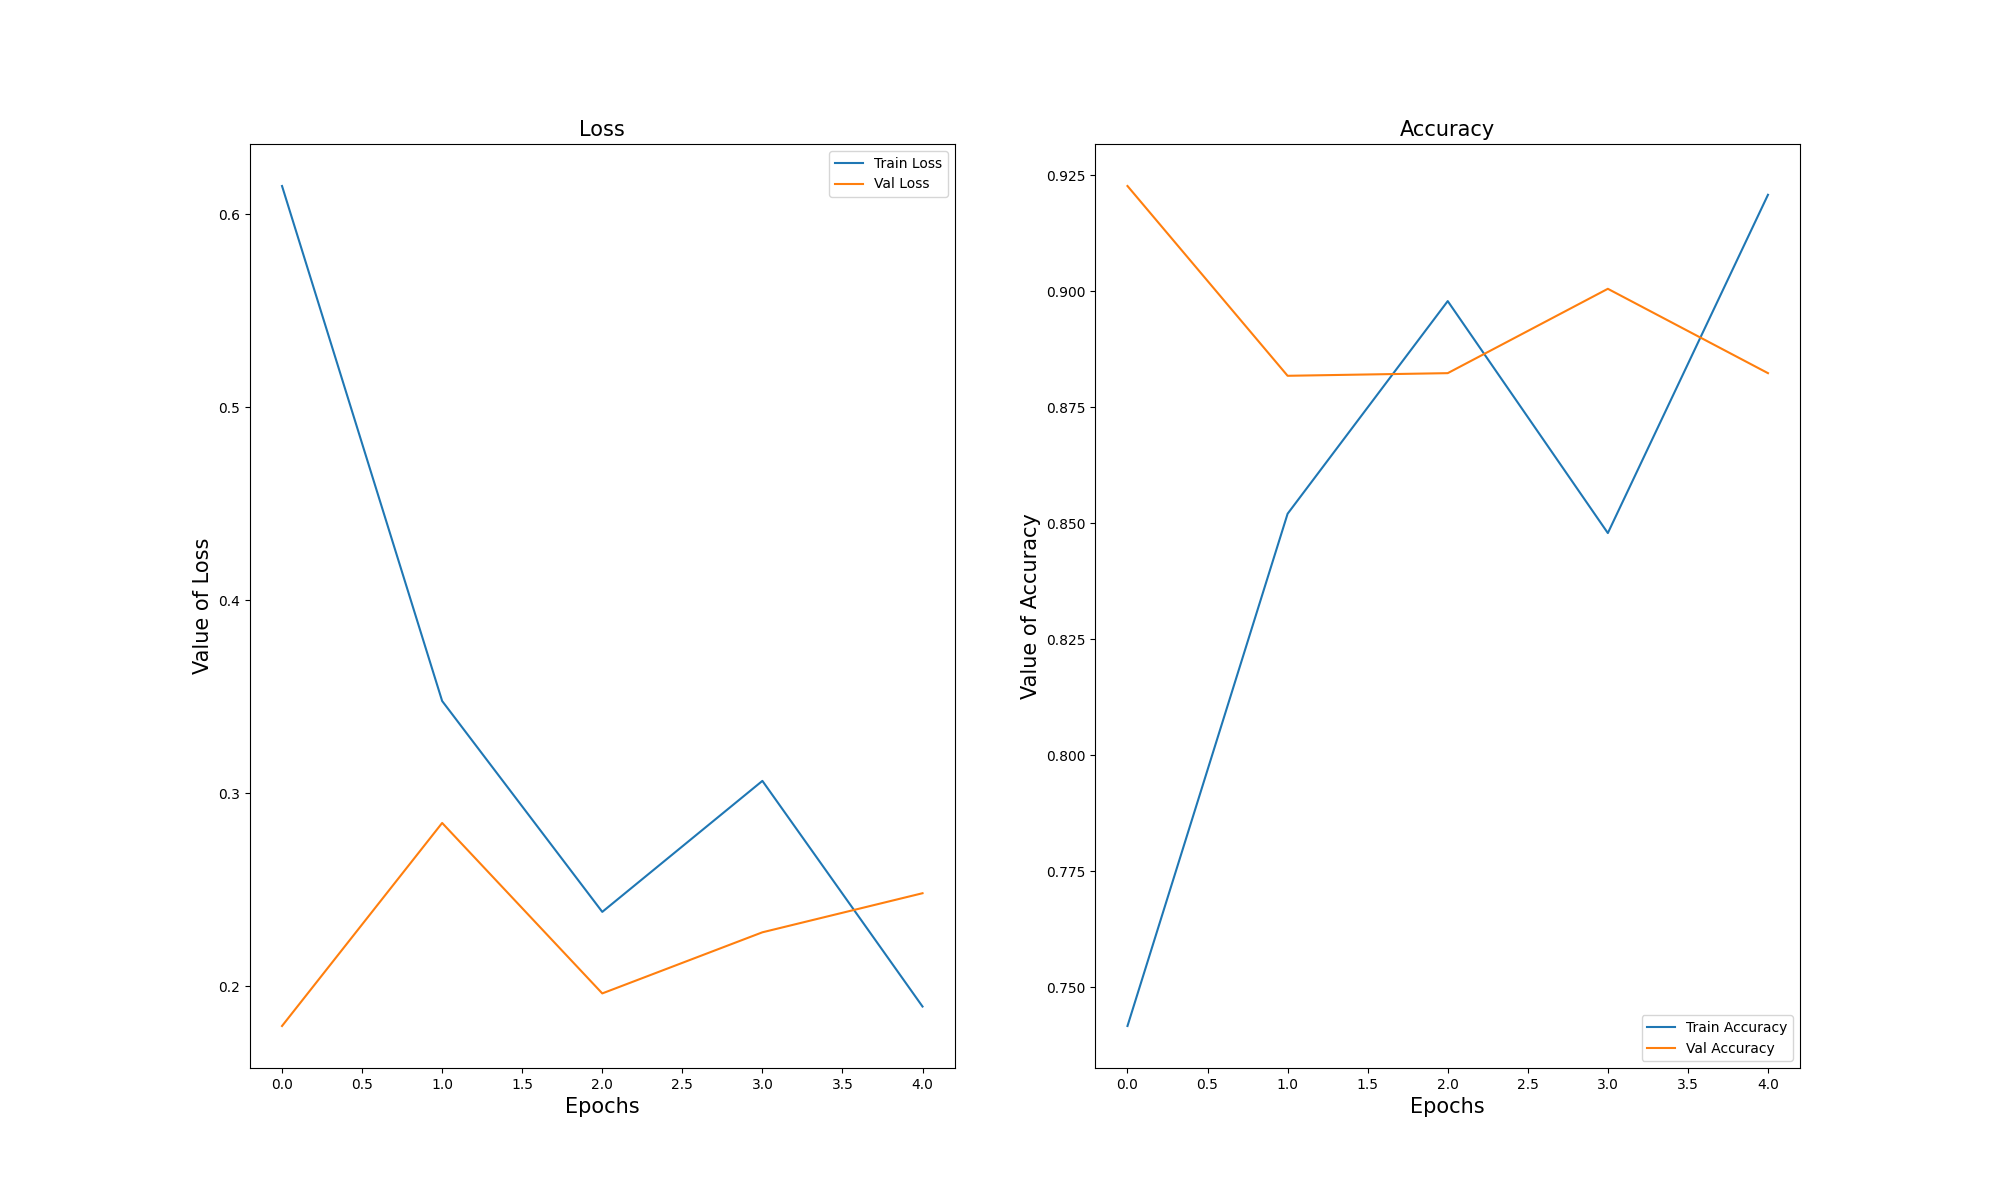 Loss
Train Loss
Val Loss
0.6
0.5
0.4
0.3
0.2
Value of Loss
0.0 0.5 1.0 1.5 2.0 2.5 3.0 3.5 4.0
Epochs
Accuracy
0.925
0.900
0.875
0.850
0.825
0.800
0.775
0.750
Value of Accuracy
Train Accuracy
Val Accuracy
0.0 0.5 1.0 1.5 2.0 2.5 3.0 3.5 4.0
Epochs